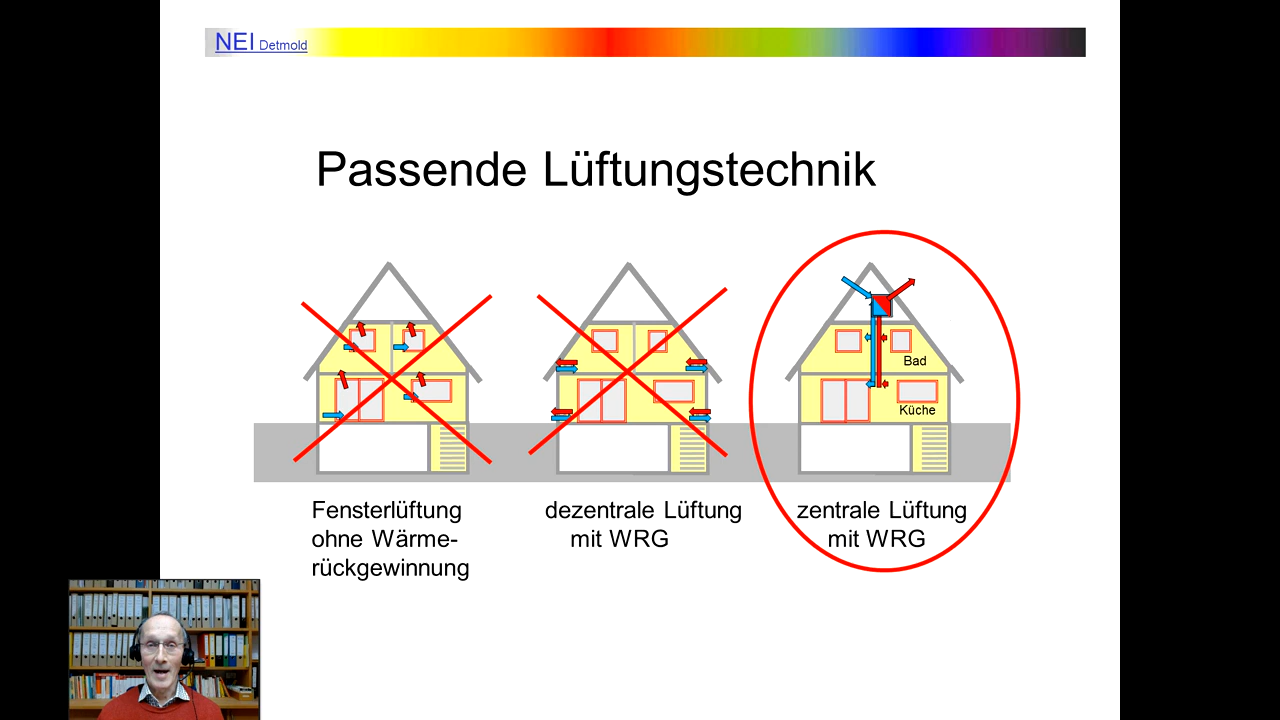 NEI Detmold
Passende Lüftungstechnik
Bad
Küche
Fensterlüftung
ohne Wärme-
rückgewinnung
dezentrale Lüftung
mit WRG
zentrale Lüftung
mit WRG